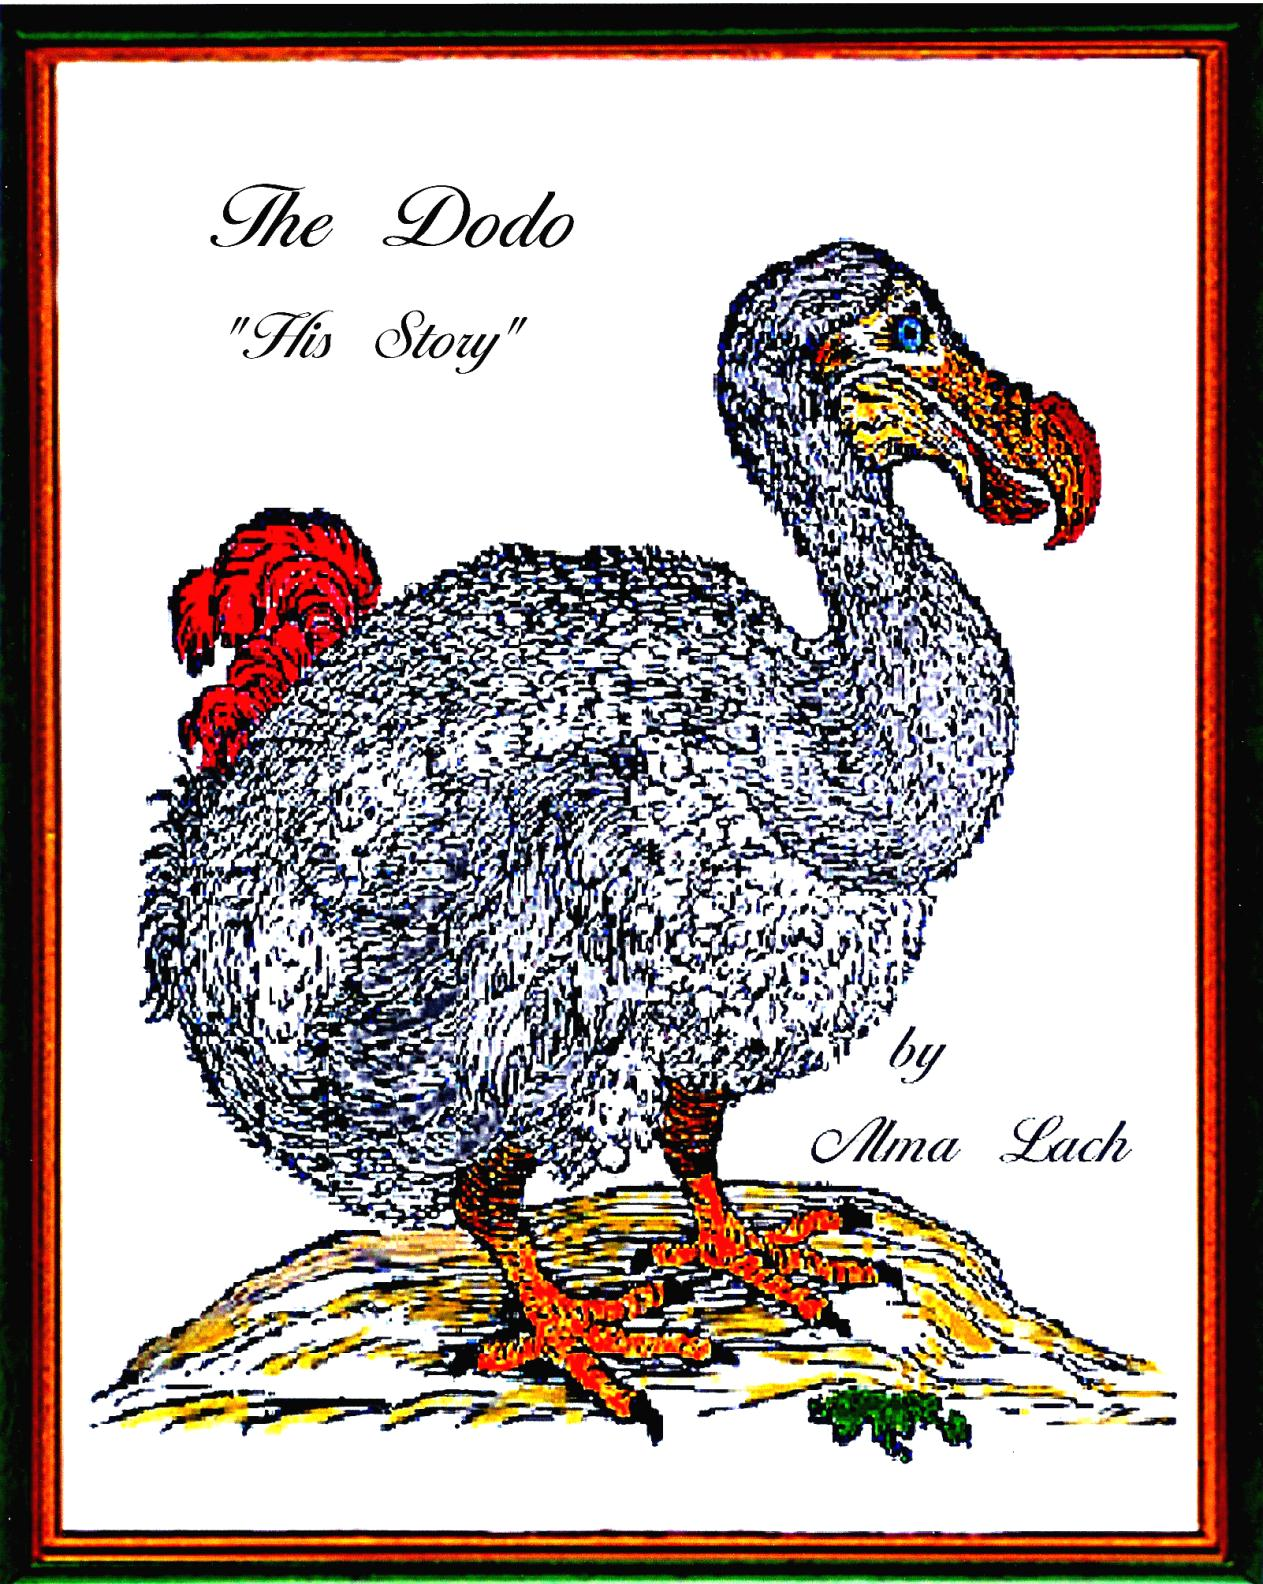 The Dodo
"His Story"
by
Alma Lach